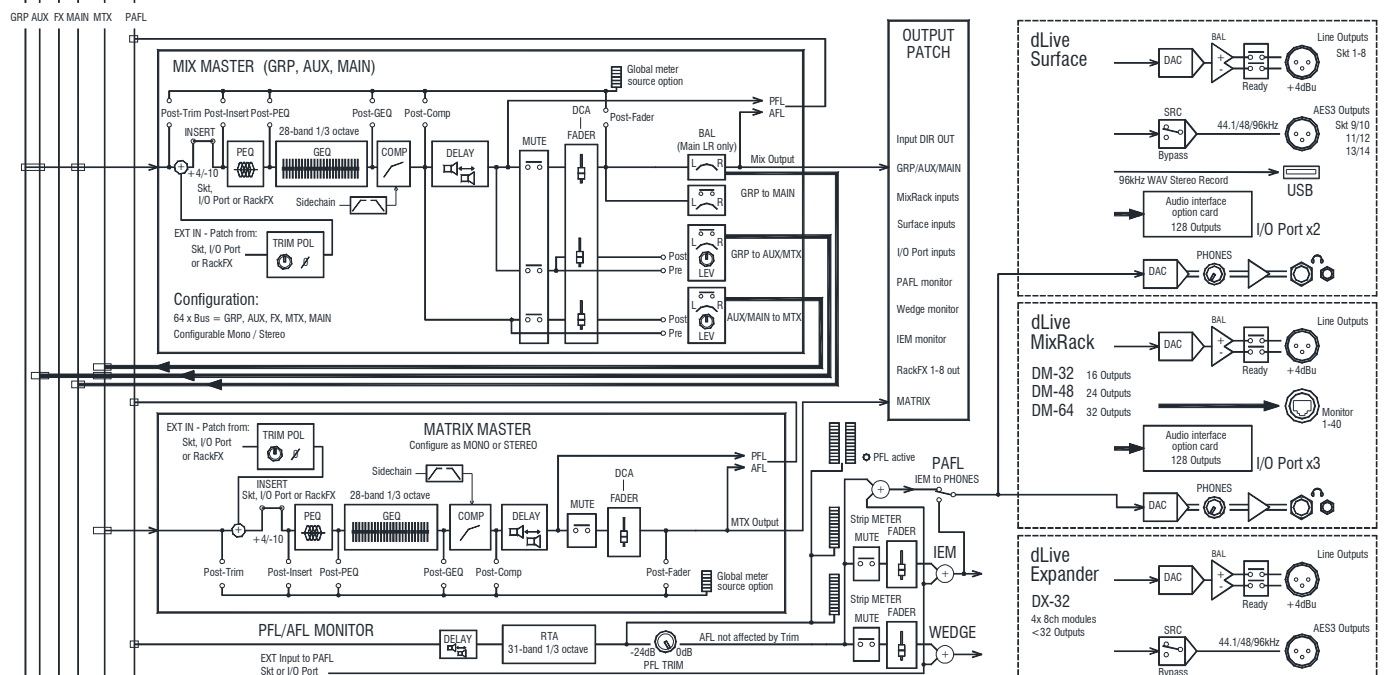 GRP AUX FX MAIN MTX PAFL
MIX MASTER (GRP, AUX, MAIN)
Global meter
source option
Post-Trim Post-Insert Post-PEQ Post-GEQ Post-Comp
DCA
FADER
Post-Fader
PFL
AFL
INSERT
+4/-10
Skt,
I/O Port or RackFX
PEQ
28-band 1/3 octave
GEQ
COMP
Sidechain
DELAY
MUTE
BAL
(Main LR only)
L R
Mix Output
L R
GRP to MAIN
EXT IN - Patch from:
Skt, I/O Port
or RackFX
TRIM POL
Post
Pre
L R
LEV
GRP to AUX/MTX
Post
Pre
L R
LEV
AUX/MAIN to MTX
Configuration:
64 x Bus = GRP, AUX, FX, MTX, MAIN
Configurable Mono / Stereo
OUTPUT
PATCH
Input DIR OUT
GRP/AUX/MAIN
MixRack inputs
Surface inputs
I/O Port inputs
PAFL monitor
Wedge monitor
IEM monitor
RackFX 1-8 out
MATRIX
MATRIX MASTER
Configure as MONO or STEREO
EXT IN - Patch from:
Skt, I/O Port
or RackFX
TRIM POL
INSERT
Skt, I/O Port or RackFX
+4/-10
PEQ
28-band 1/3 octave
GEQ
Sidechain
COMP
DELAY
MUTE
DCA
FADER
PFL
AFL
MTX Output
Post-Trim Post-Insert Post-PEQ Post-GEQ Post-Comp Post-Fader
Global meter
source option
PFL/AFL MONITOR
DELAY
RTA
31-band 1/3 octave
-24dB 0dB
PFL TRIM
AFL not affected by Trim
EXT Input to PAFL
Skt or I/O Port
PFL active
PAFL
IEM to PHONES
+
Strip METER
MUTE FADER
IEM
+
Strip METER
MUTE FADER
WEDGE
+
dLive
Surface
DAC
BAL
+
-
Ready
+4dBu
Line Outputs
Skt 1-8
SRC
Bypass
44.1/48/96kHz
AES3 Outputs
Skt 9/10
11/12
13/14
96kHz WAV Stereo Record
USB
Audio interface
option card
128 Outputs
I/O Port x2
DAC
PHONES
dLive
MixRack
DM-32 16 Outputs
DM-48 24 Outputs
DM-64 32 Outputs
DAC
BAL
+
-
Ready
+4dBu
Line Outputs
Monitor
1-40
Audio interface
option card
128 Outputs
I/O Port x3
DAC
PHONES
dLive
Expander
DX-32
4x 8ch modules
<32 Outputs
DAC
BAL
+
-
Ready
+4dBu
Line Outputs
SRC
Bypass
44.1/48/96kHz
AES3 Outputs